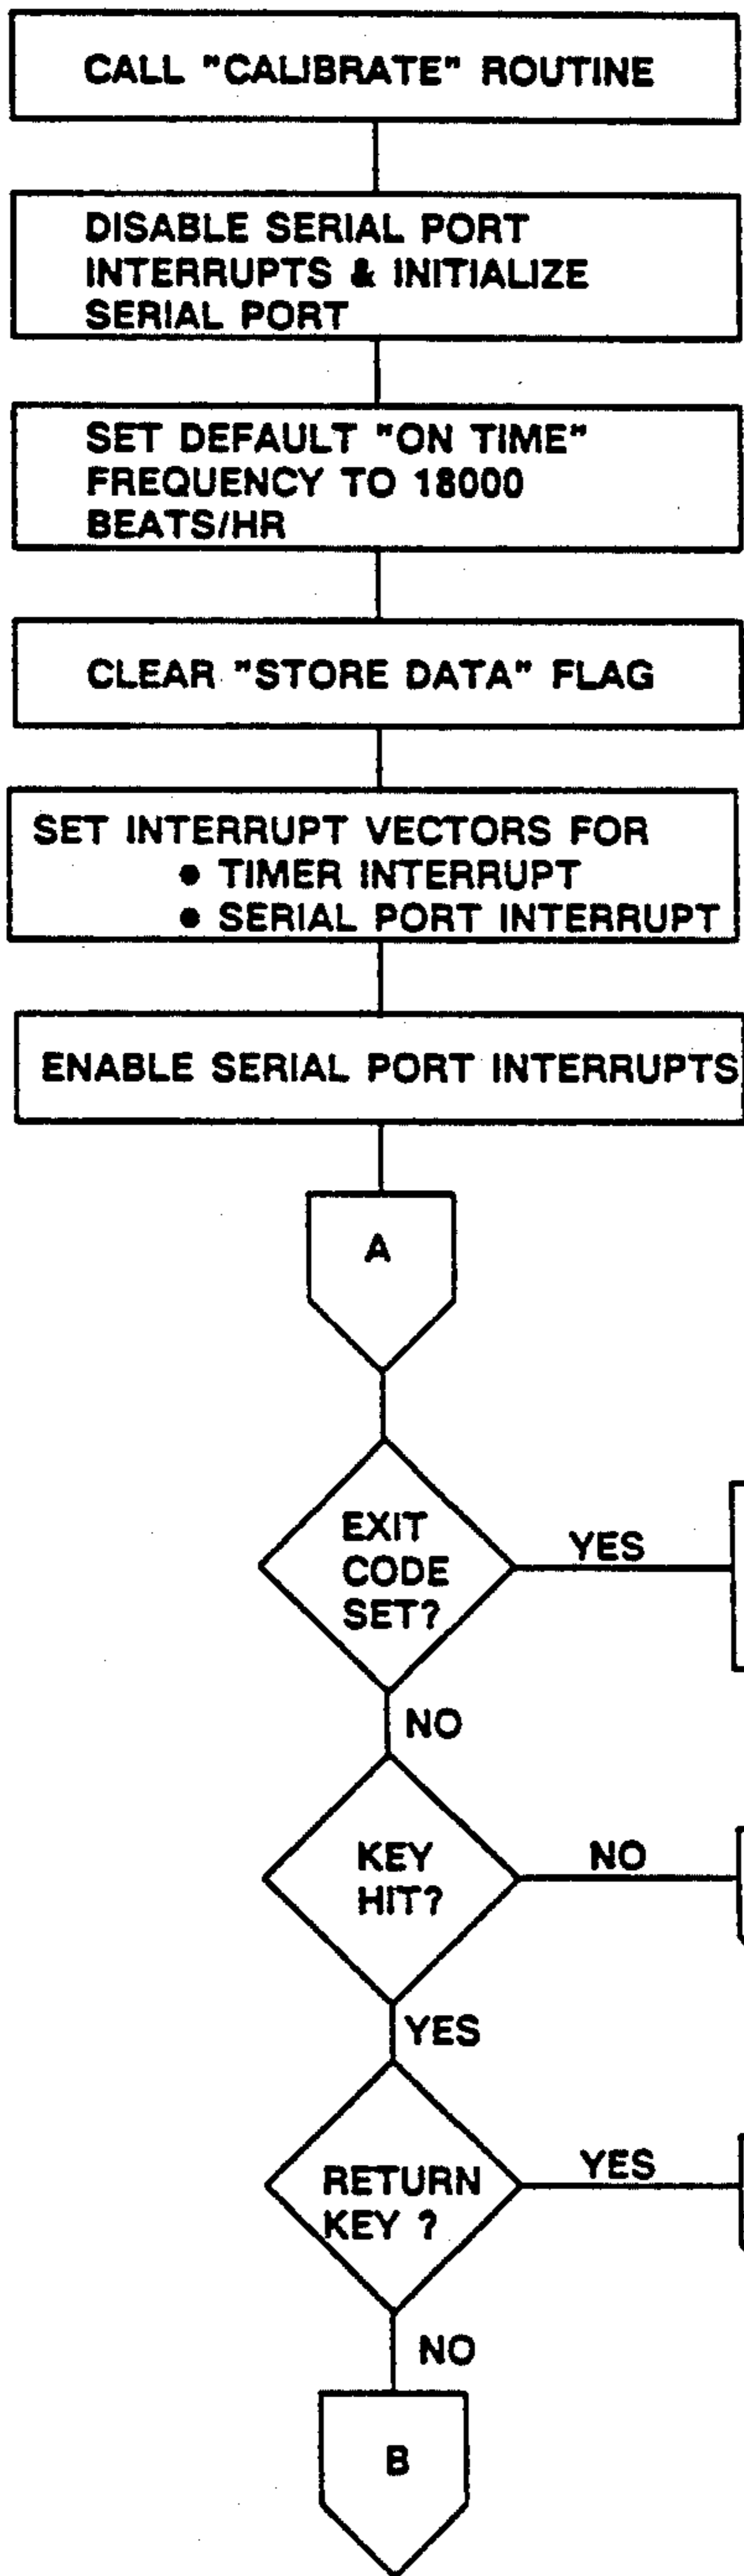 CALL "CALIBRATE" ROUTINE
DISABLE SERIAL PORT
INTERRUPTS & INITIALIZE
SERIAL PORT
SET DEFAULT "ON TIME"
FREQUENCY TO 18000
BEATS/HR
CLEAR "STORE DATA" FLAG
SET INTERRUPT VECTORS FOR
● TIMER INTERRUPT
● SERIAL PORT INTERRUPT
ENABLE SERIAL PORT INTERRUPTS
A
EXIT
CODE
SET?
YES
NO
KEY
HIT?
NO
YES
RETURN
KEY ?
YES
NO
B